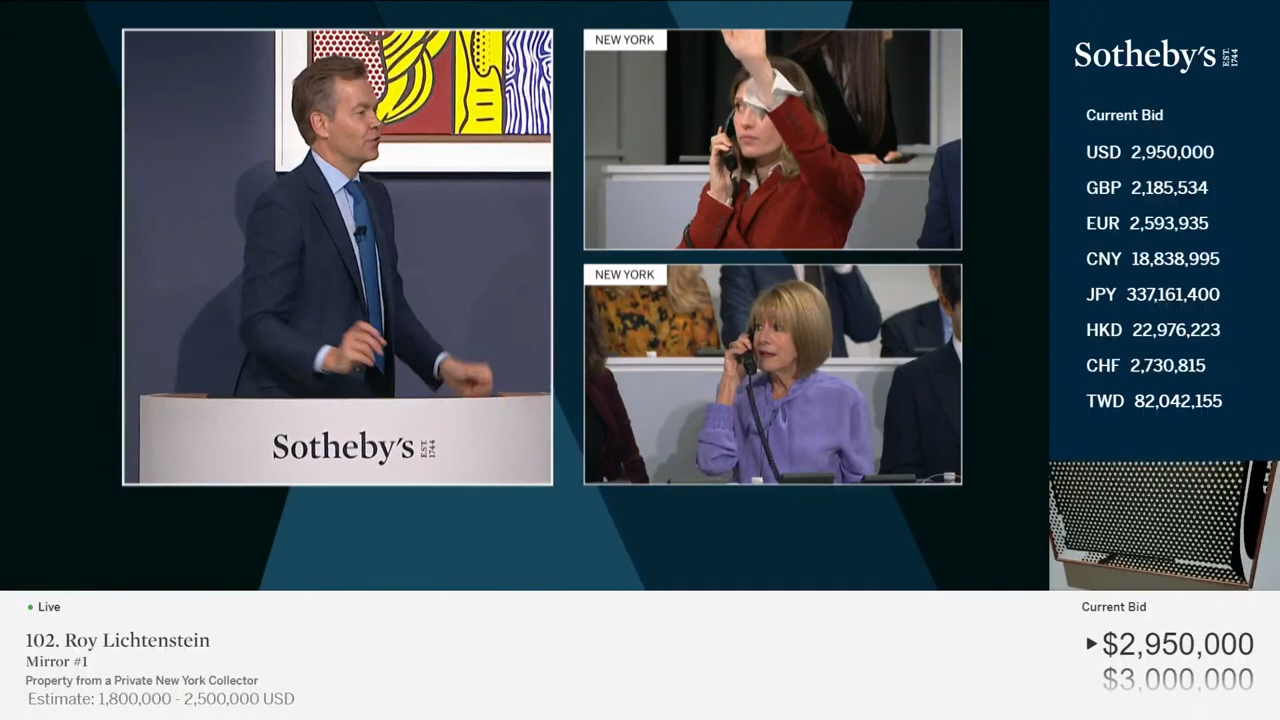 NEW YORK
NEW YORK
Sotheby's EST. 1744
Sotheby's EST. 1744
Current Bid
USD 2,950,000
GBP 2,185,534
EUR 2,593,935
CNY 18,838,995
JPY 337,161,400
HKD 22,976,223
CHF 2,730,815
TWD 82,042,155
Live
102. Roy Lichtenstein
Mirror #1
Property from a Private New York Collector
Estimate: 1,800,000 - 2,500,000 USD
Current Bid
$2,950,000
$3,000,000